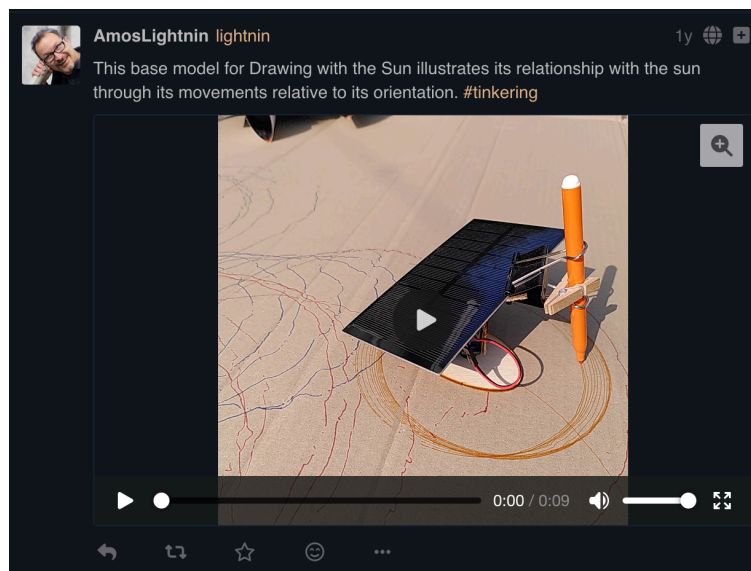 AmosLightnin lightnin 1y
This base model for Drawing with the Sun illustrates its relationship with the sun
through its movements relative to its orientation. #tinkering
0:00 / 0:09